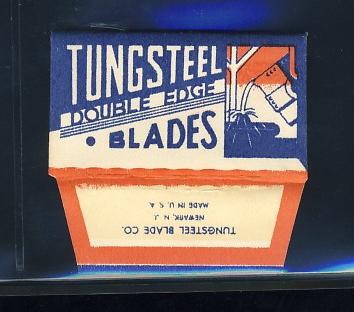 TUNGSTEEL
DOUBLE EDGE
• BLADES
TUNGSTEEL BLADE CO.
NEWARK, N. J.
MADE IN U. S. A.